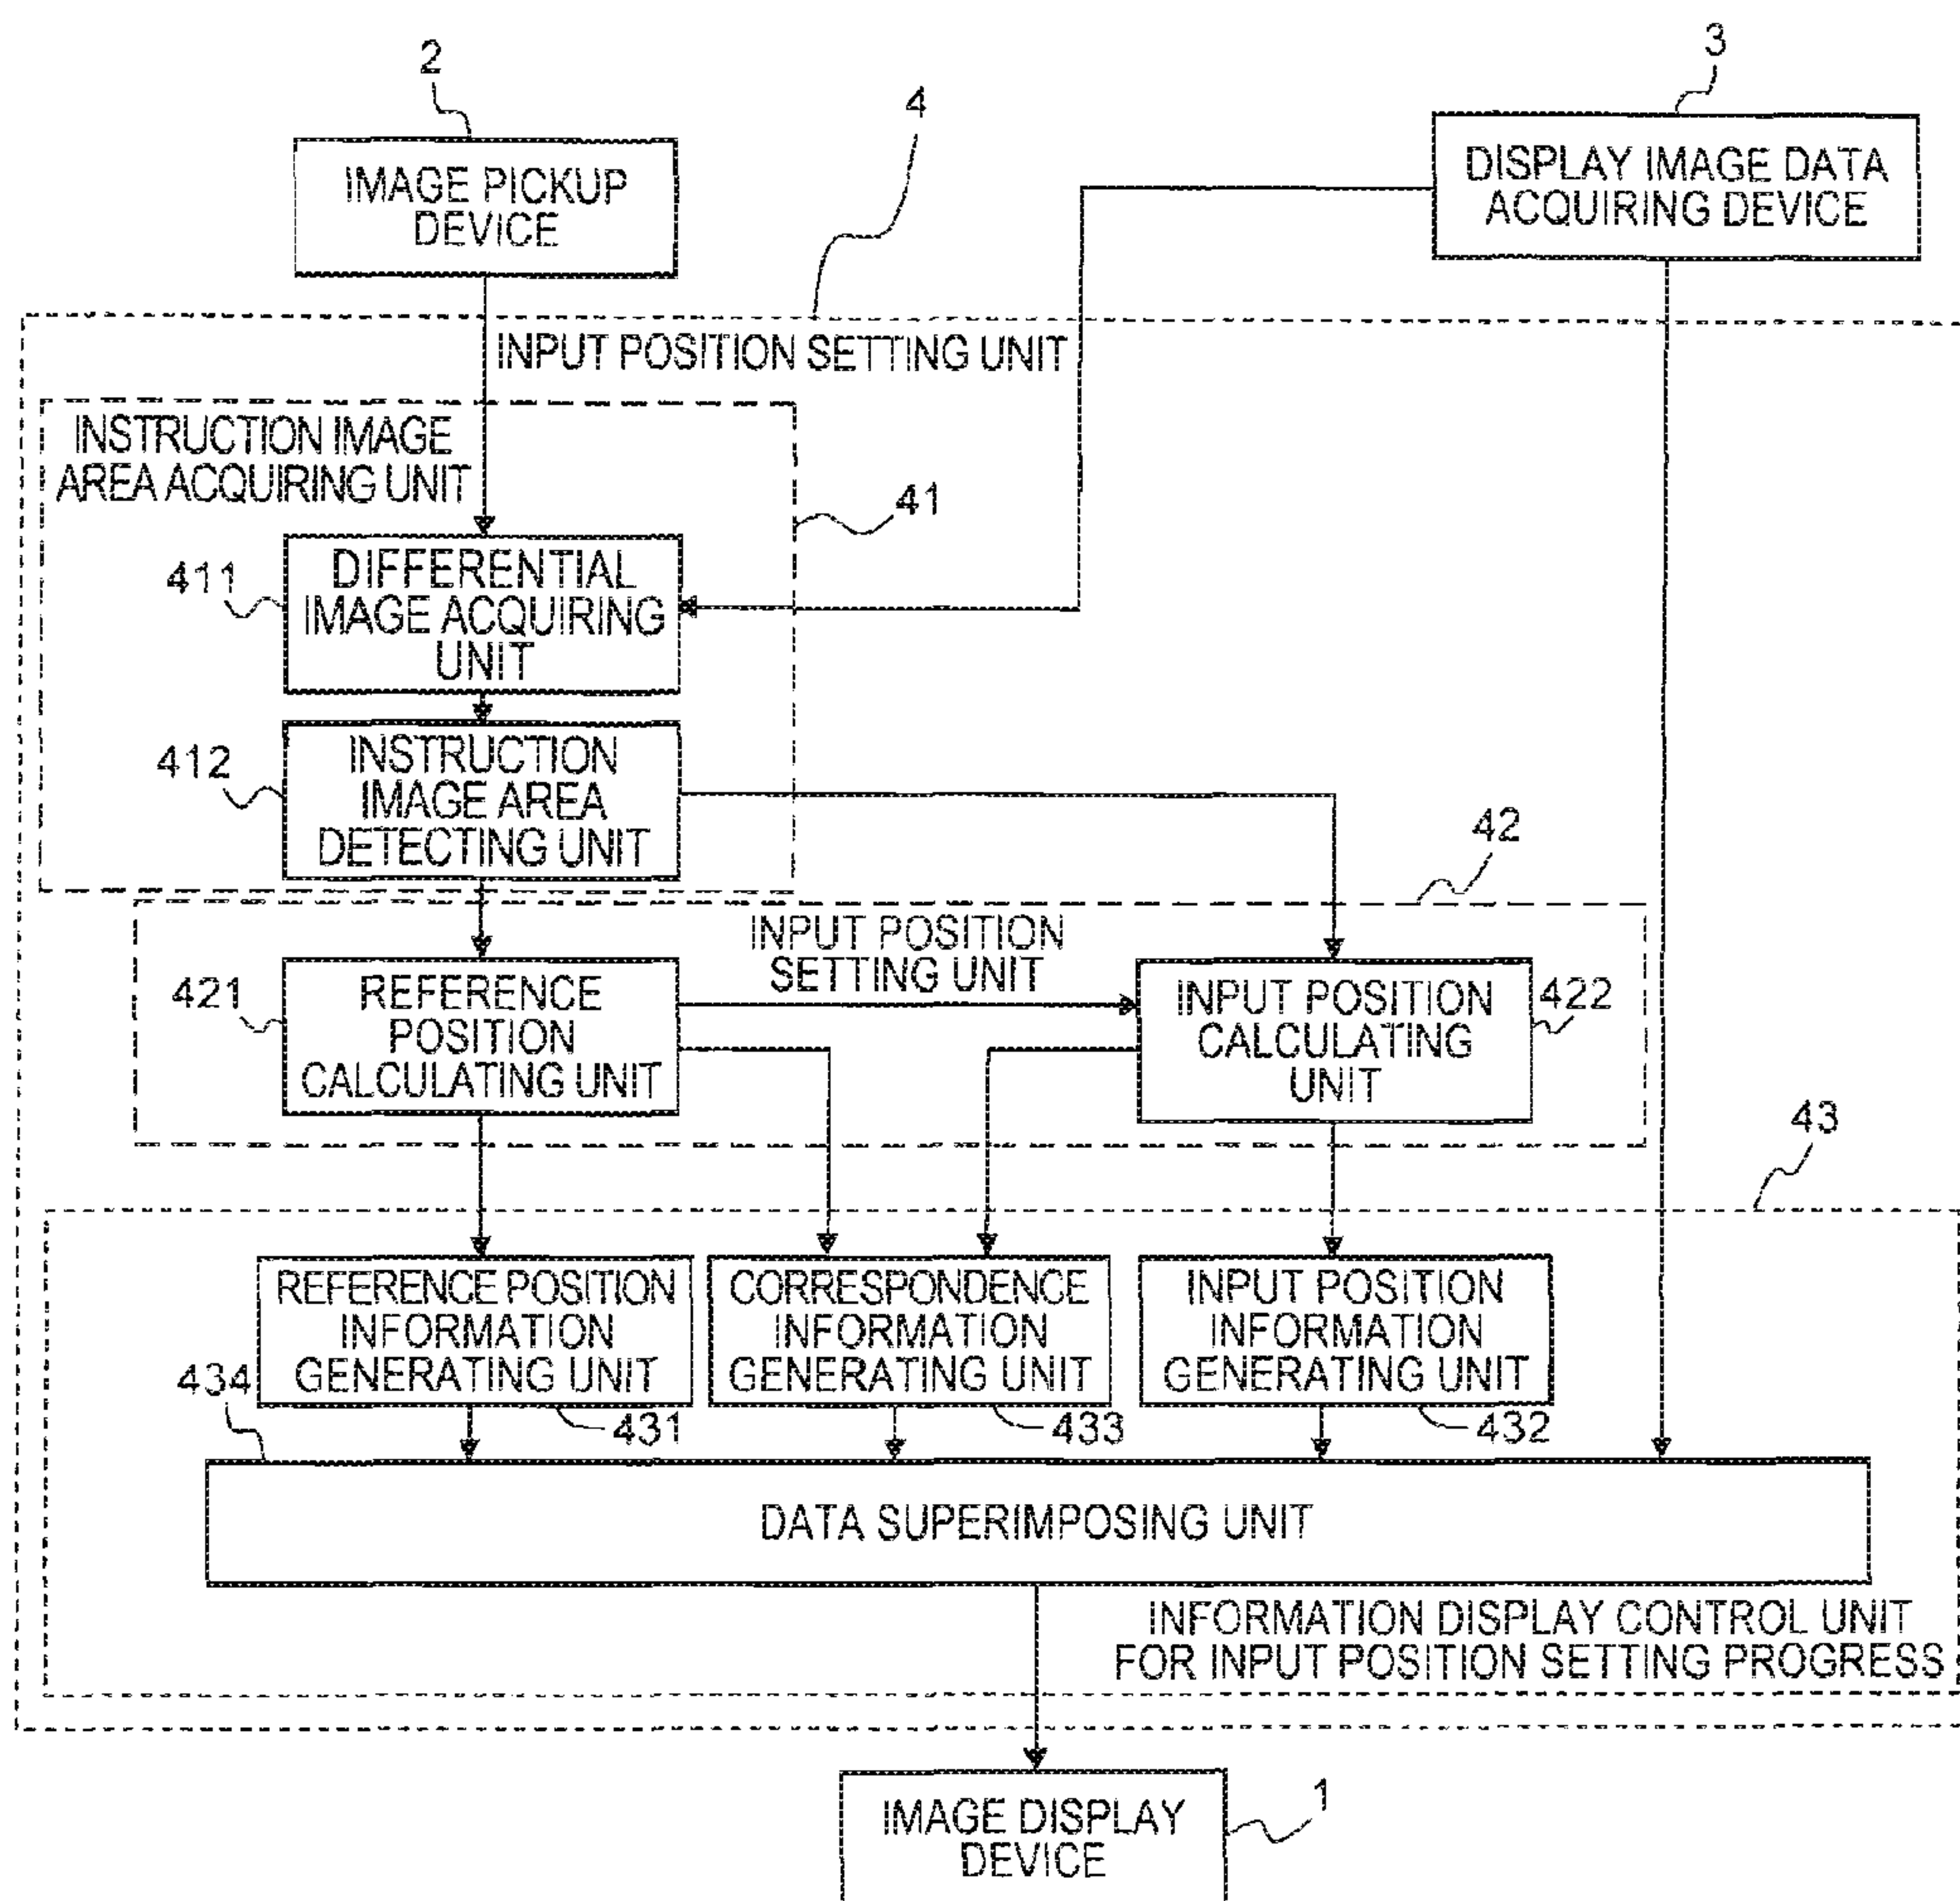 2
3
4
IMAGE PICKUP
DEVICE
DISPLAY IMAGE DATA
ACQUIRING DEVICE
INPUT POSITION SETTING UNIT
INSTRUCTION IMAGE
AREA ACQUIRING UNIT
41
411
DIFFERENTIAL
IMAGE ACQUIRING
UNIT
412
INSTRUCTION
IMAGE AREA
DETECTING UNIT
42
INPUT POSITION
SETTING UNIT
421
REFERENCE
POSITION
CALCULATING UNIT
INPUT POSITION
CALCULATING
UNIT
422
43
REFERENCE POSITION
INFORMATION
GENERATING UNIT
CORRESPONDENCE
INFORMATION
GENERATING UNIT
INPUT POSITION
INFORMATION
GENERATING UNIT
434
431
433
432
DATA SUPERIMPOSING UNIT
INFORMATION DISPLAY CONTROL UNIT
FOR INPUT POSITION SETTING PROGRESS
IMAGE DISPLAY
DEVICE
1